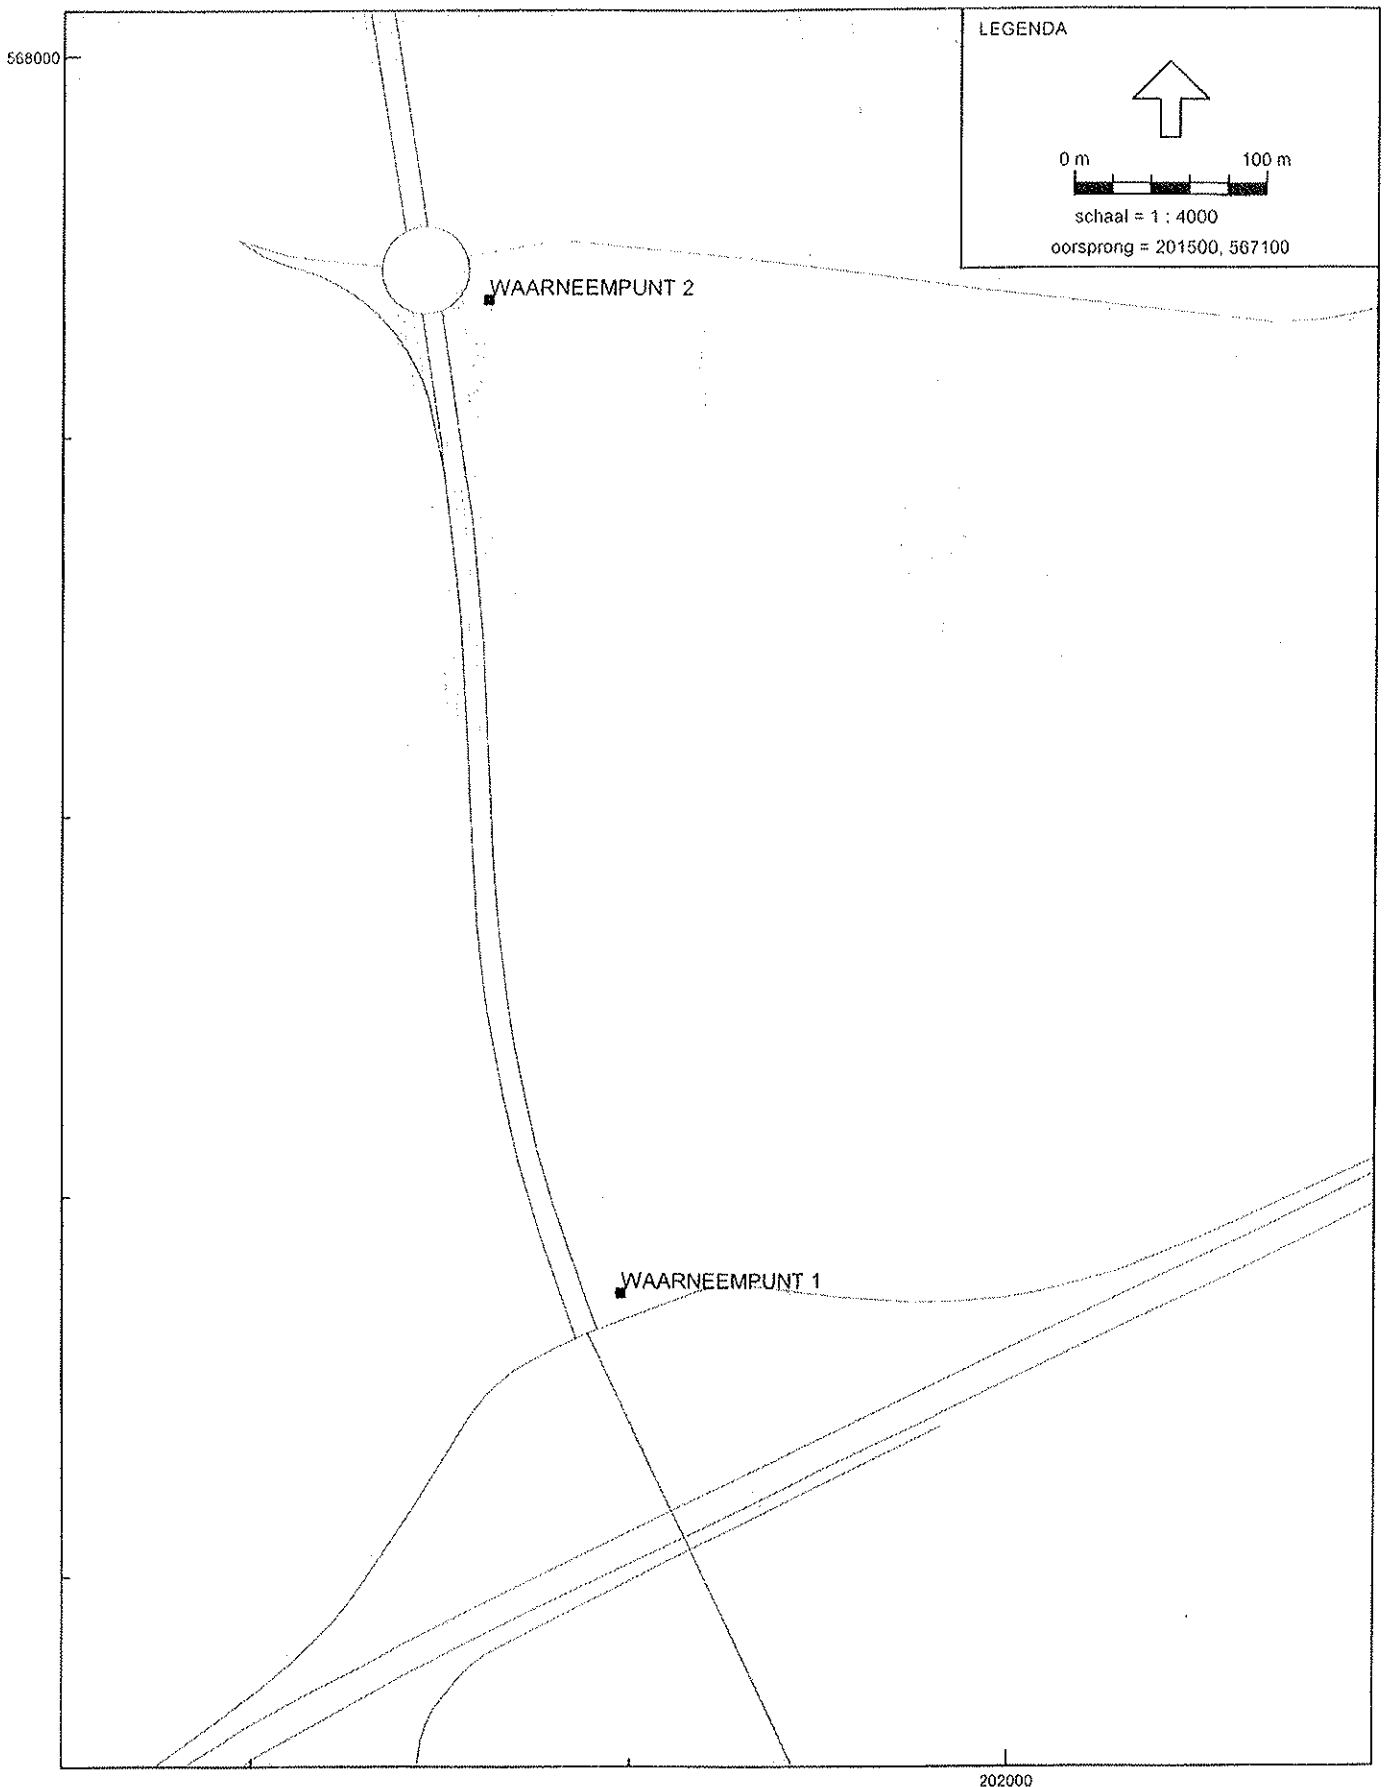 LEGENDA
568000
0 m 100 m
schaal = 1 : 4000
oorsprong = 201500, 567100
WAARNEEMPUNT 2
WAARNEEMPUNT 1
202000